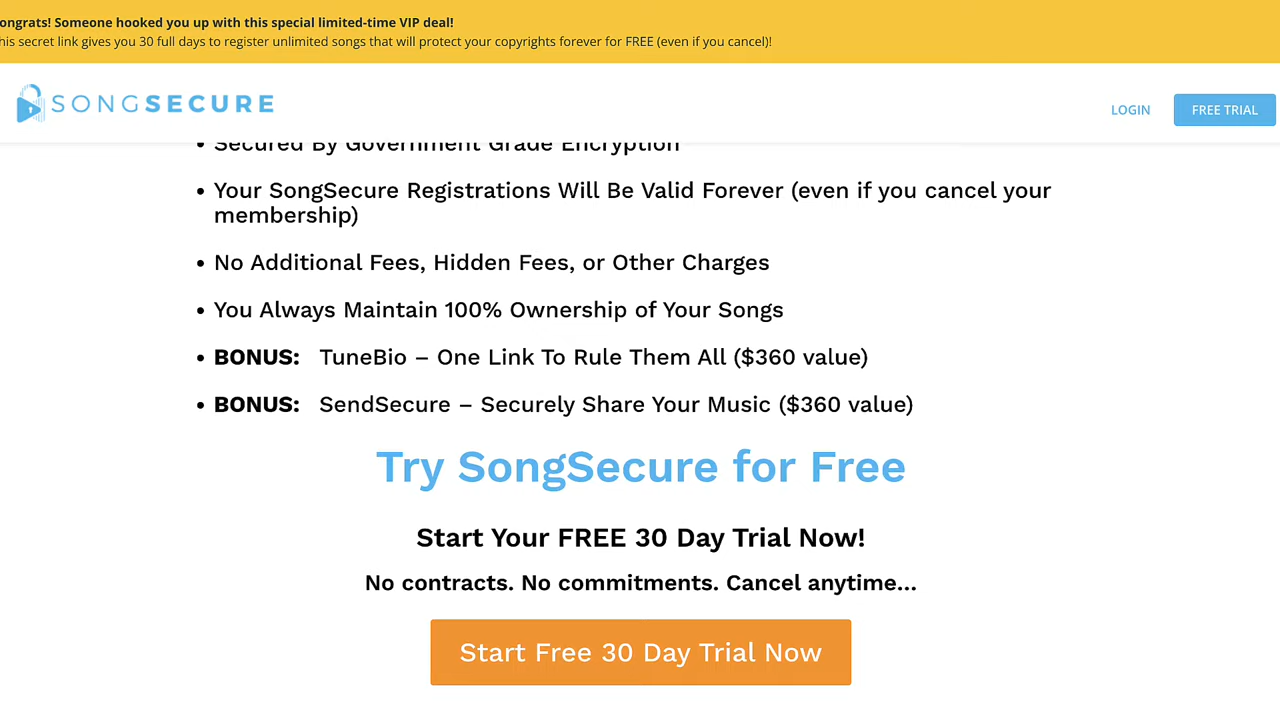 ongrats! Someone hooked you up with this special limited-time VIP deal!
his secret link gives you 30 full days to register unlimited songs that will protect your copyrights forever for FREE (even if you cancel)!
SONGSECURE
LOGIN
FREE TRIAL
• Secured By Government Grade Encryption
• Your SongSecure Registrations Will Be Valid Forever (even if you cancel your
membership)
• No Additional Fees, Hidden Fees, or Other Charges
• You Always Maintain 100% Ownership of Your Songs
• BONUS: TuneBio – One Link To Rule Them All ($360 value)
• BONUS: SendSecure – Securely Share Your Music ($360 value)
Try SongSecure for Free
Start Your FREE 30 Day Trial Now!
No contracts. No commitments. Cancel anytime...
Start Free 30 Day Trial Now